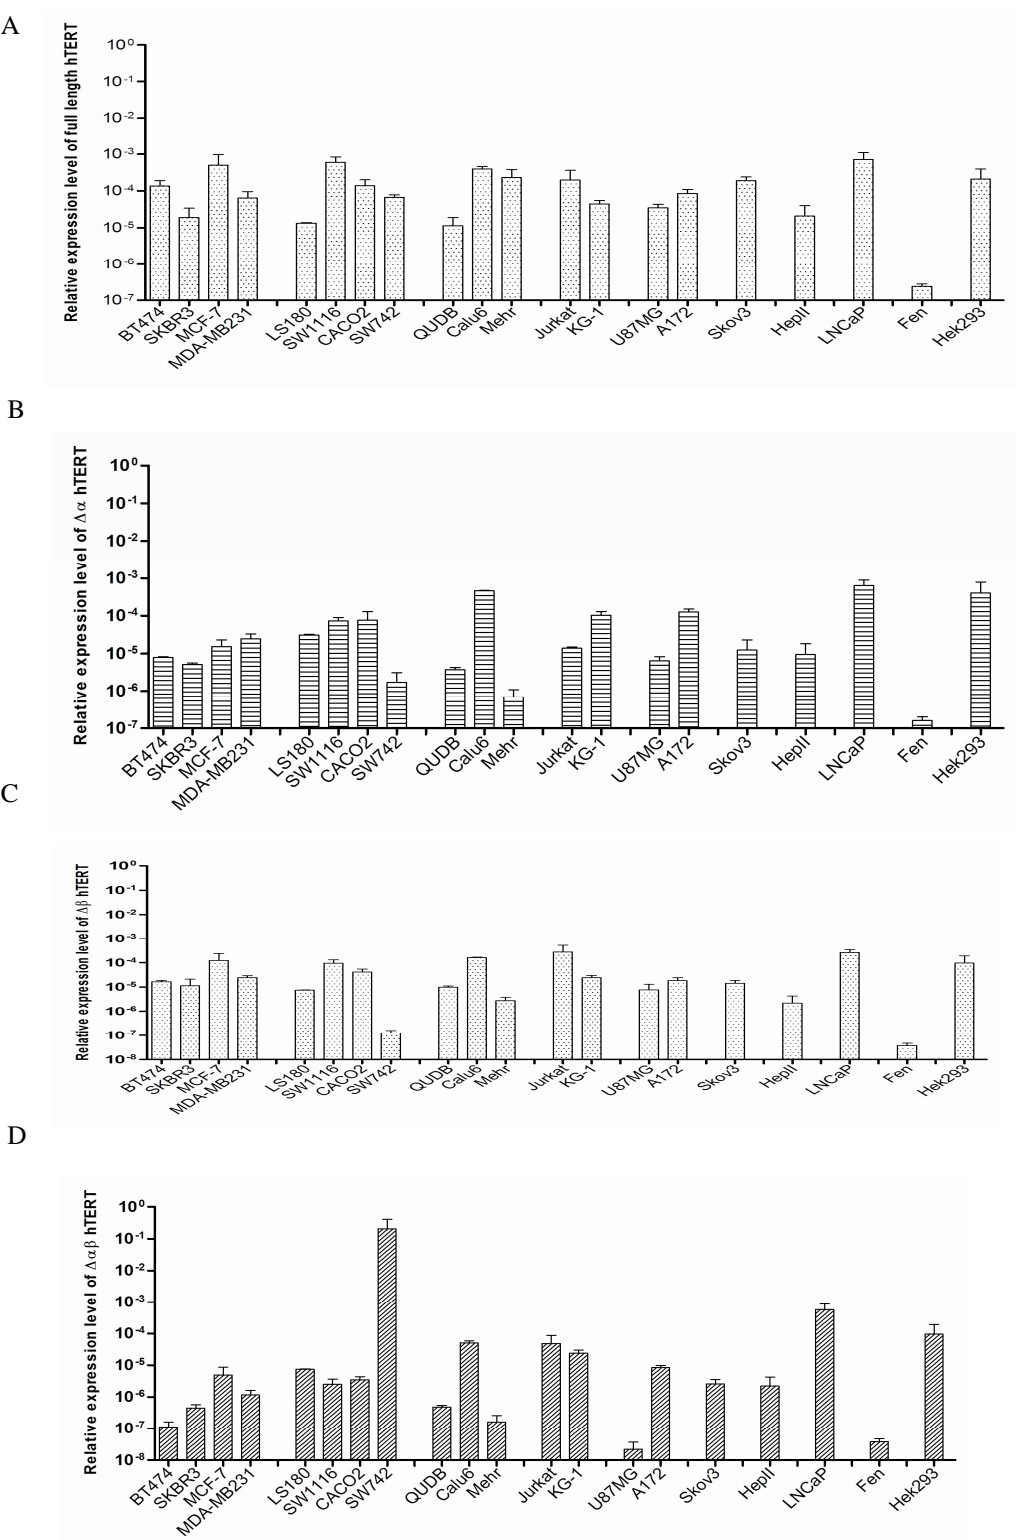 A
Relative expression level of full length hTERT
10⁰
10⁻¹
10⁻²
10⁻³
10⁻⁴
10⁻⁵
10⁻⁶
10⁻⁷
BT474 SKBR3 MCF-7 MDA-MB231 LS180 SW1116 CACO2 SW742 QUDB Calu6 Mehr Jurkat KG-1 U87MG A172 Skov3 HepII LNCaP Fen Hek293
B
Relative expression level of Δα hTERT
10⁰
10⁻¹
10⁻²
10⁻³
10⁻⁴
10⁻⁵
10⁻⁶
10⁻⁷
BT474 SKBR3 MCF-7 MDA-MB231 LS180 SW1116 CACO2 SW742 QUDB Calu6 Mehr Jurkat KG-1 U87MG A172 Skov3 HepII LNCaP Fen Hek293
C
Relative expression level of Δβ hTERT
10⁰
10⁻¹
10⁻²
10⁻³
10⁻⁴
10⁻⁵
10⁻⁶
10⁻⁷
10⁻⁸
BT474 SKBR3 MCF-7 MDA-MB231 LS180 SW1116 CACO2 SW742 QUDB Calu6 Mehr Jurkat KG-1 U87MG A172 Skov3 HepII LNCaP Fen Hek293
D
Relative expression level of Δαβ hTERT
10⁰
10⁻¹
10⁻²
10⁻³
10⁻⁴
10⁻⁵
10⁻⁶
10⁻⁷
10⁻⁸
BT474 SKBR3 MCF-7 MDA-MB231 LS180 SW1116 CACO2 SW742 QUDB Calu6 Mehr Jurkat KG-1 U87MG A172 Skov3 HepII LNCaP Fen Hek293